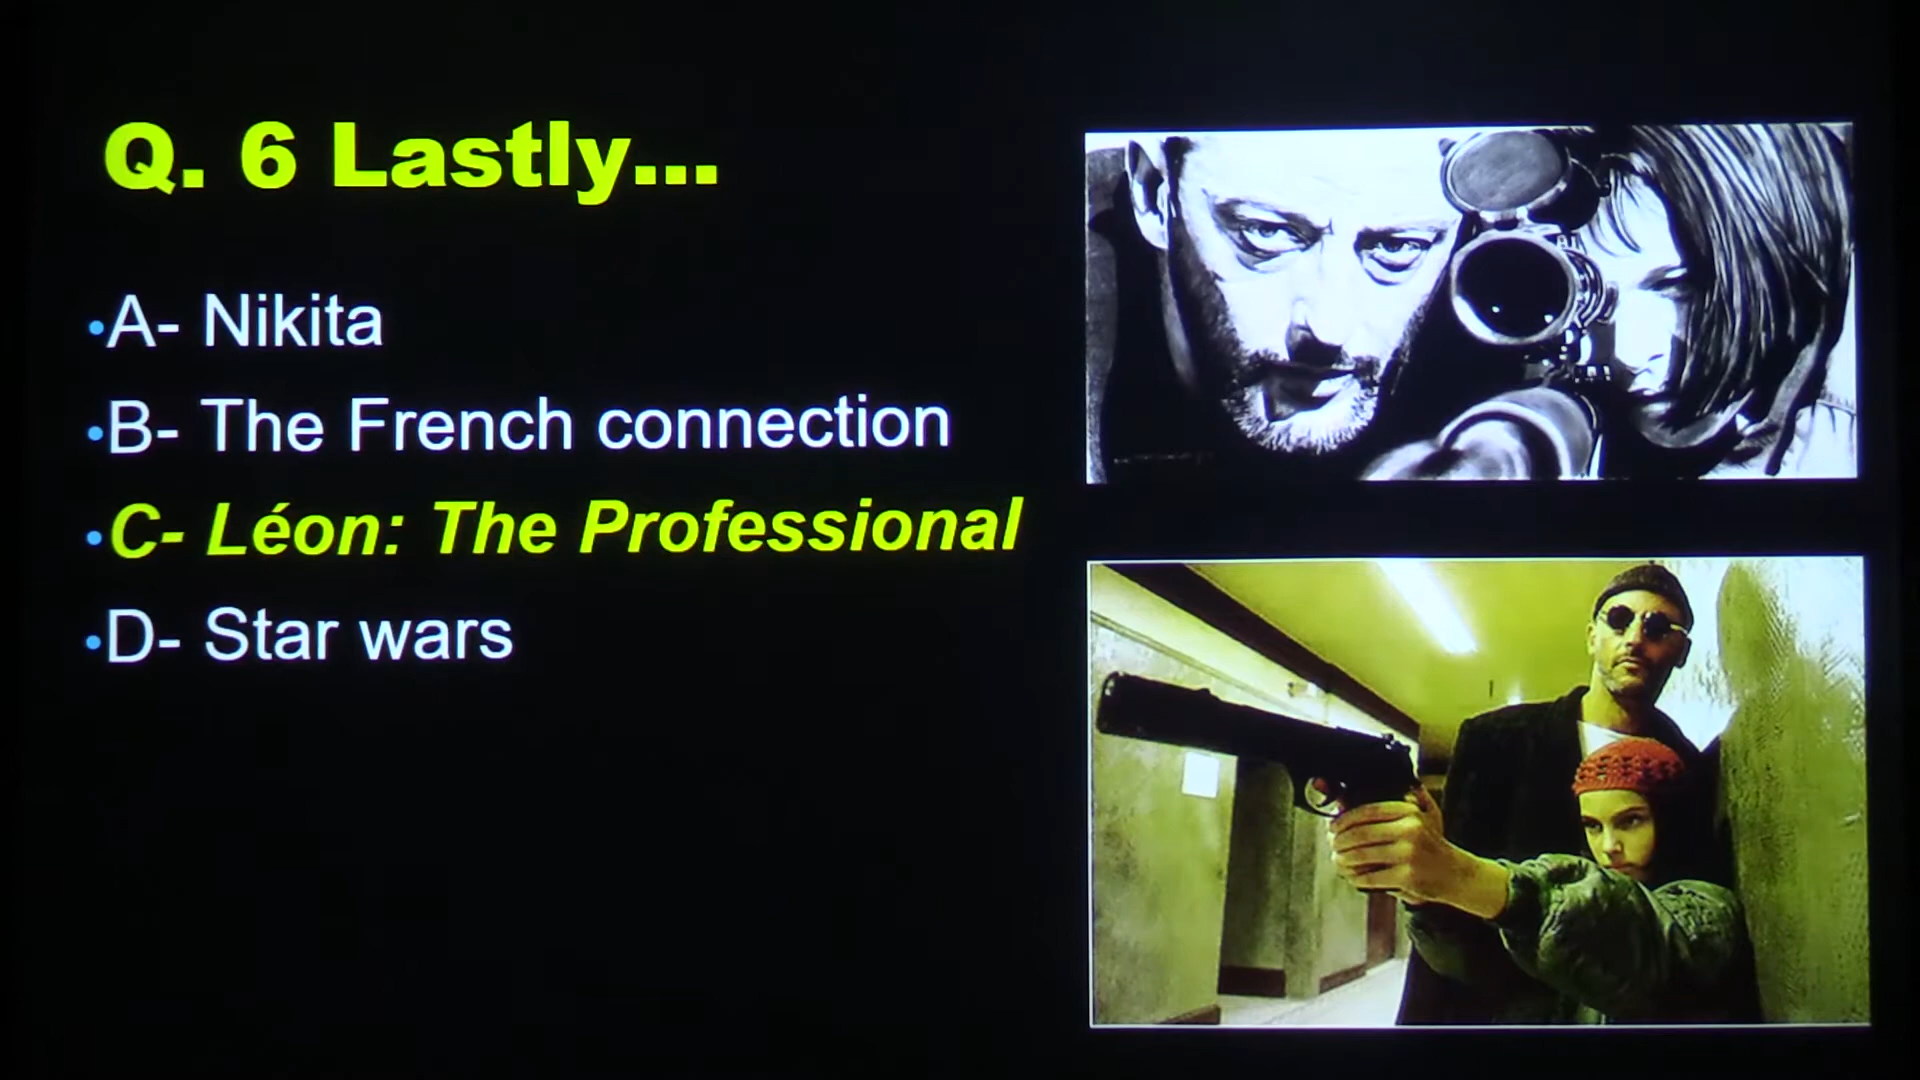 Q. 6 Lastly...
•A- Nikita
•B- The French connection
•C- Léon: The Professional
•D- Star wars